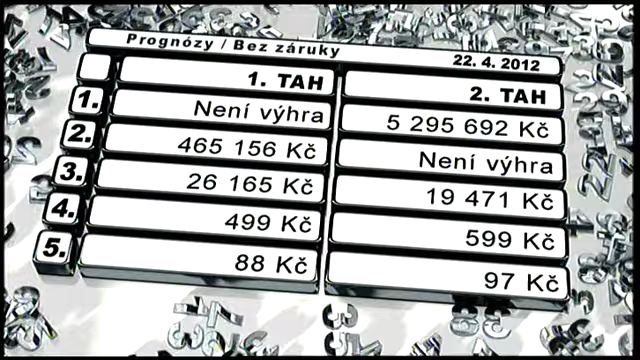 Prognózy / Bez záruky 22. 4. 2012
1. TAH 2. TAH
1. Není výhra 5 295 692 Kč
2. 465 156 Kč Není výhra
3. 26 165 Kč 19 471 Kč
4. 499 Kč 599 Kč
5. 88 Kč 97 Kč